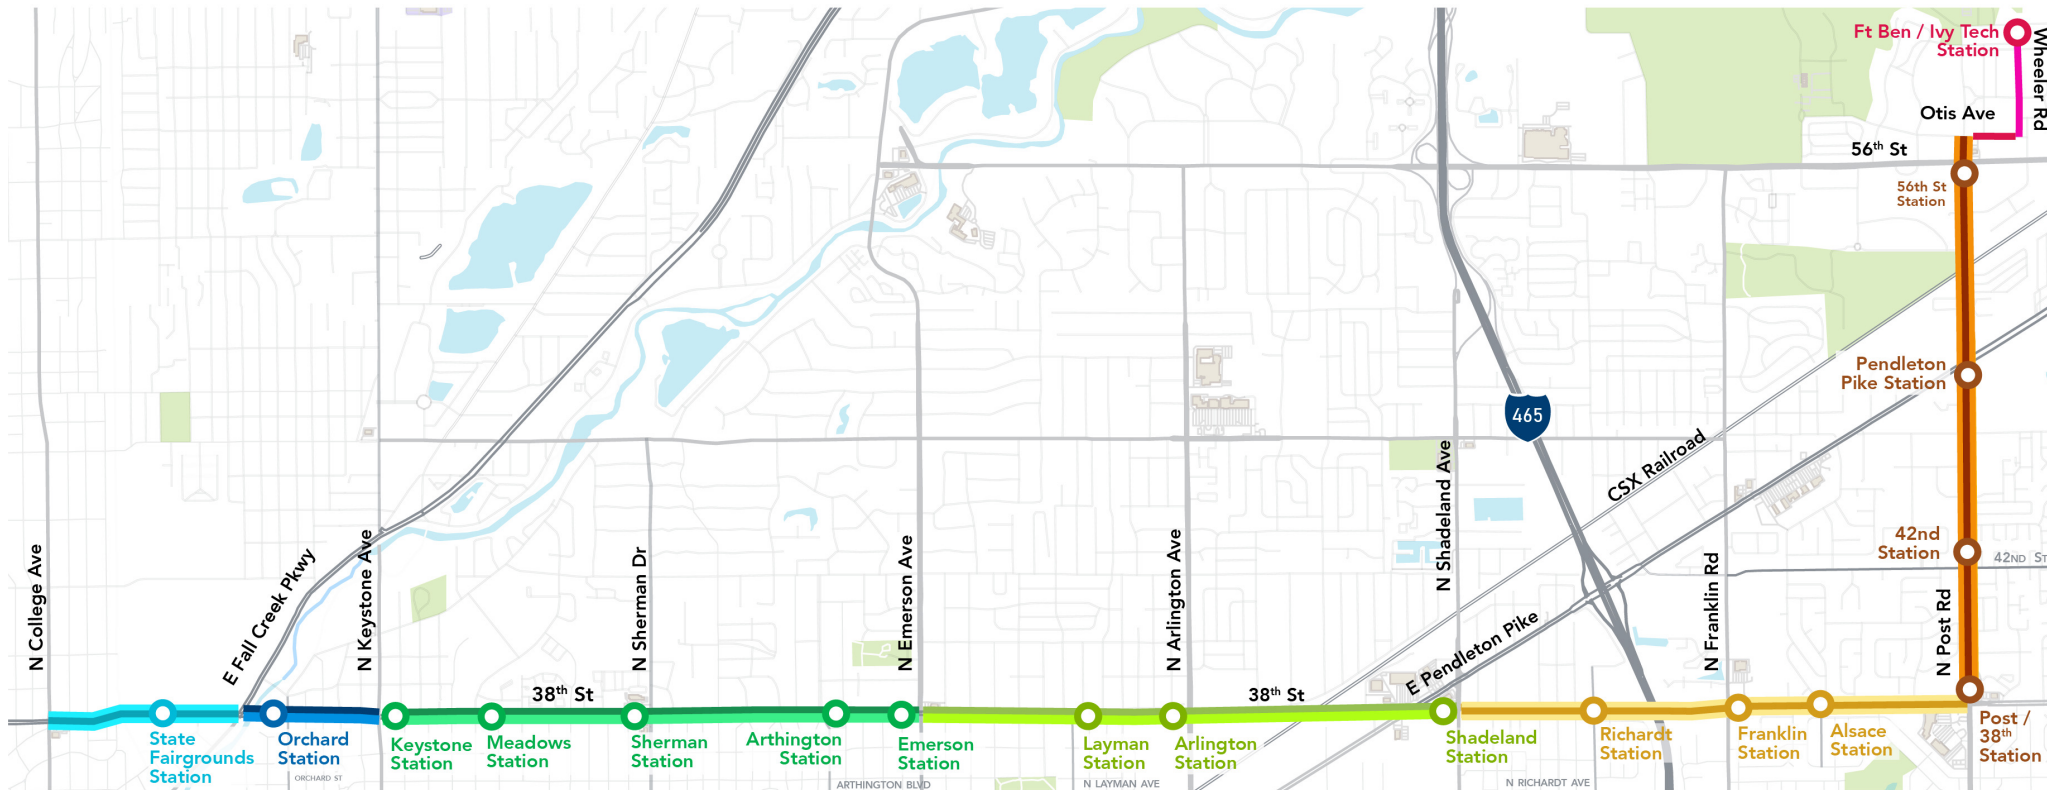 Ft Ben / Ivy Tech
Station
Wheeler Rd
Otis Ave
56th St
56th St
Station
Pendleton
Pike Station
465
CSX Railroad
N Shadeland Ave
42nd
Station
42ND ST
N College Ave
E Fall Creek Pkwy
N Keystone Ave
N Sherman Dr
N Emerson Ave
N Arlington Ave
E Pendleton Pike
N Franklin Rd
N Post Rd
38th St
38th St
State
Fairgrounds
Station
Orchard
Station
Keystone
Station
Meadows
Station
Sherman
Station
Arthington
Station
Emerson
Station
Layman
Station
Arlington
Station
Shadeland
Station
Richardt
Station
Franklin
Station
Alsace
Station
Post /
38th
Station
ORCHARD ST
ARTHINGTON BLVD
N LAYMAN AVE
N RICHARDT AVE